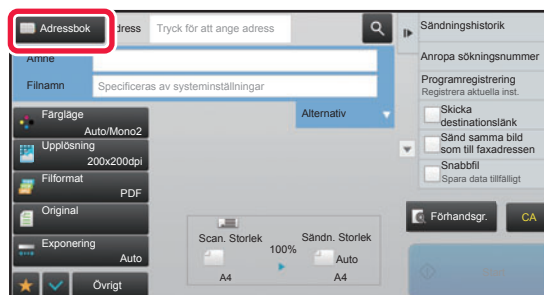 Adressbok
Adress Tryck för att ange adress
Ämne
Filnamn Specificeras av systeminställningar
Alternativ
Färgläge
Auto/Mono2
Upplösning
200x200dpi
Filformat
PDF
Original
Exponering
Auto
Övrigt
Scan. Storlek
A4
100%
Sändn. Storlek
Auto
A4
Sändningshistorik
Anropa sökningsnummer
Programregistrering
Registrera aktuella inst.
Skicka
destinationslänk
Sänd samma bild
som till faxadressen
Snabbfil
Spara data tillfälligt
Förhandsgr.
CA